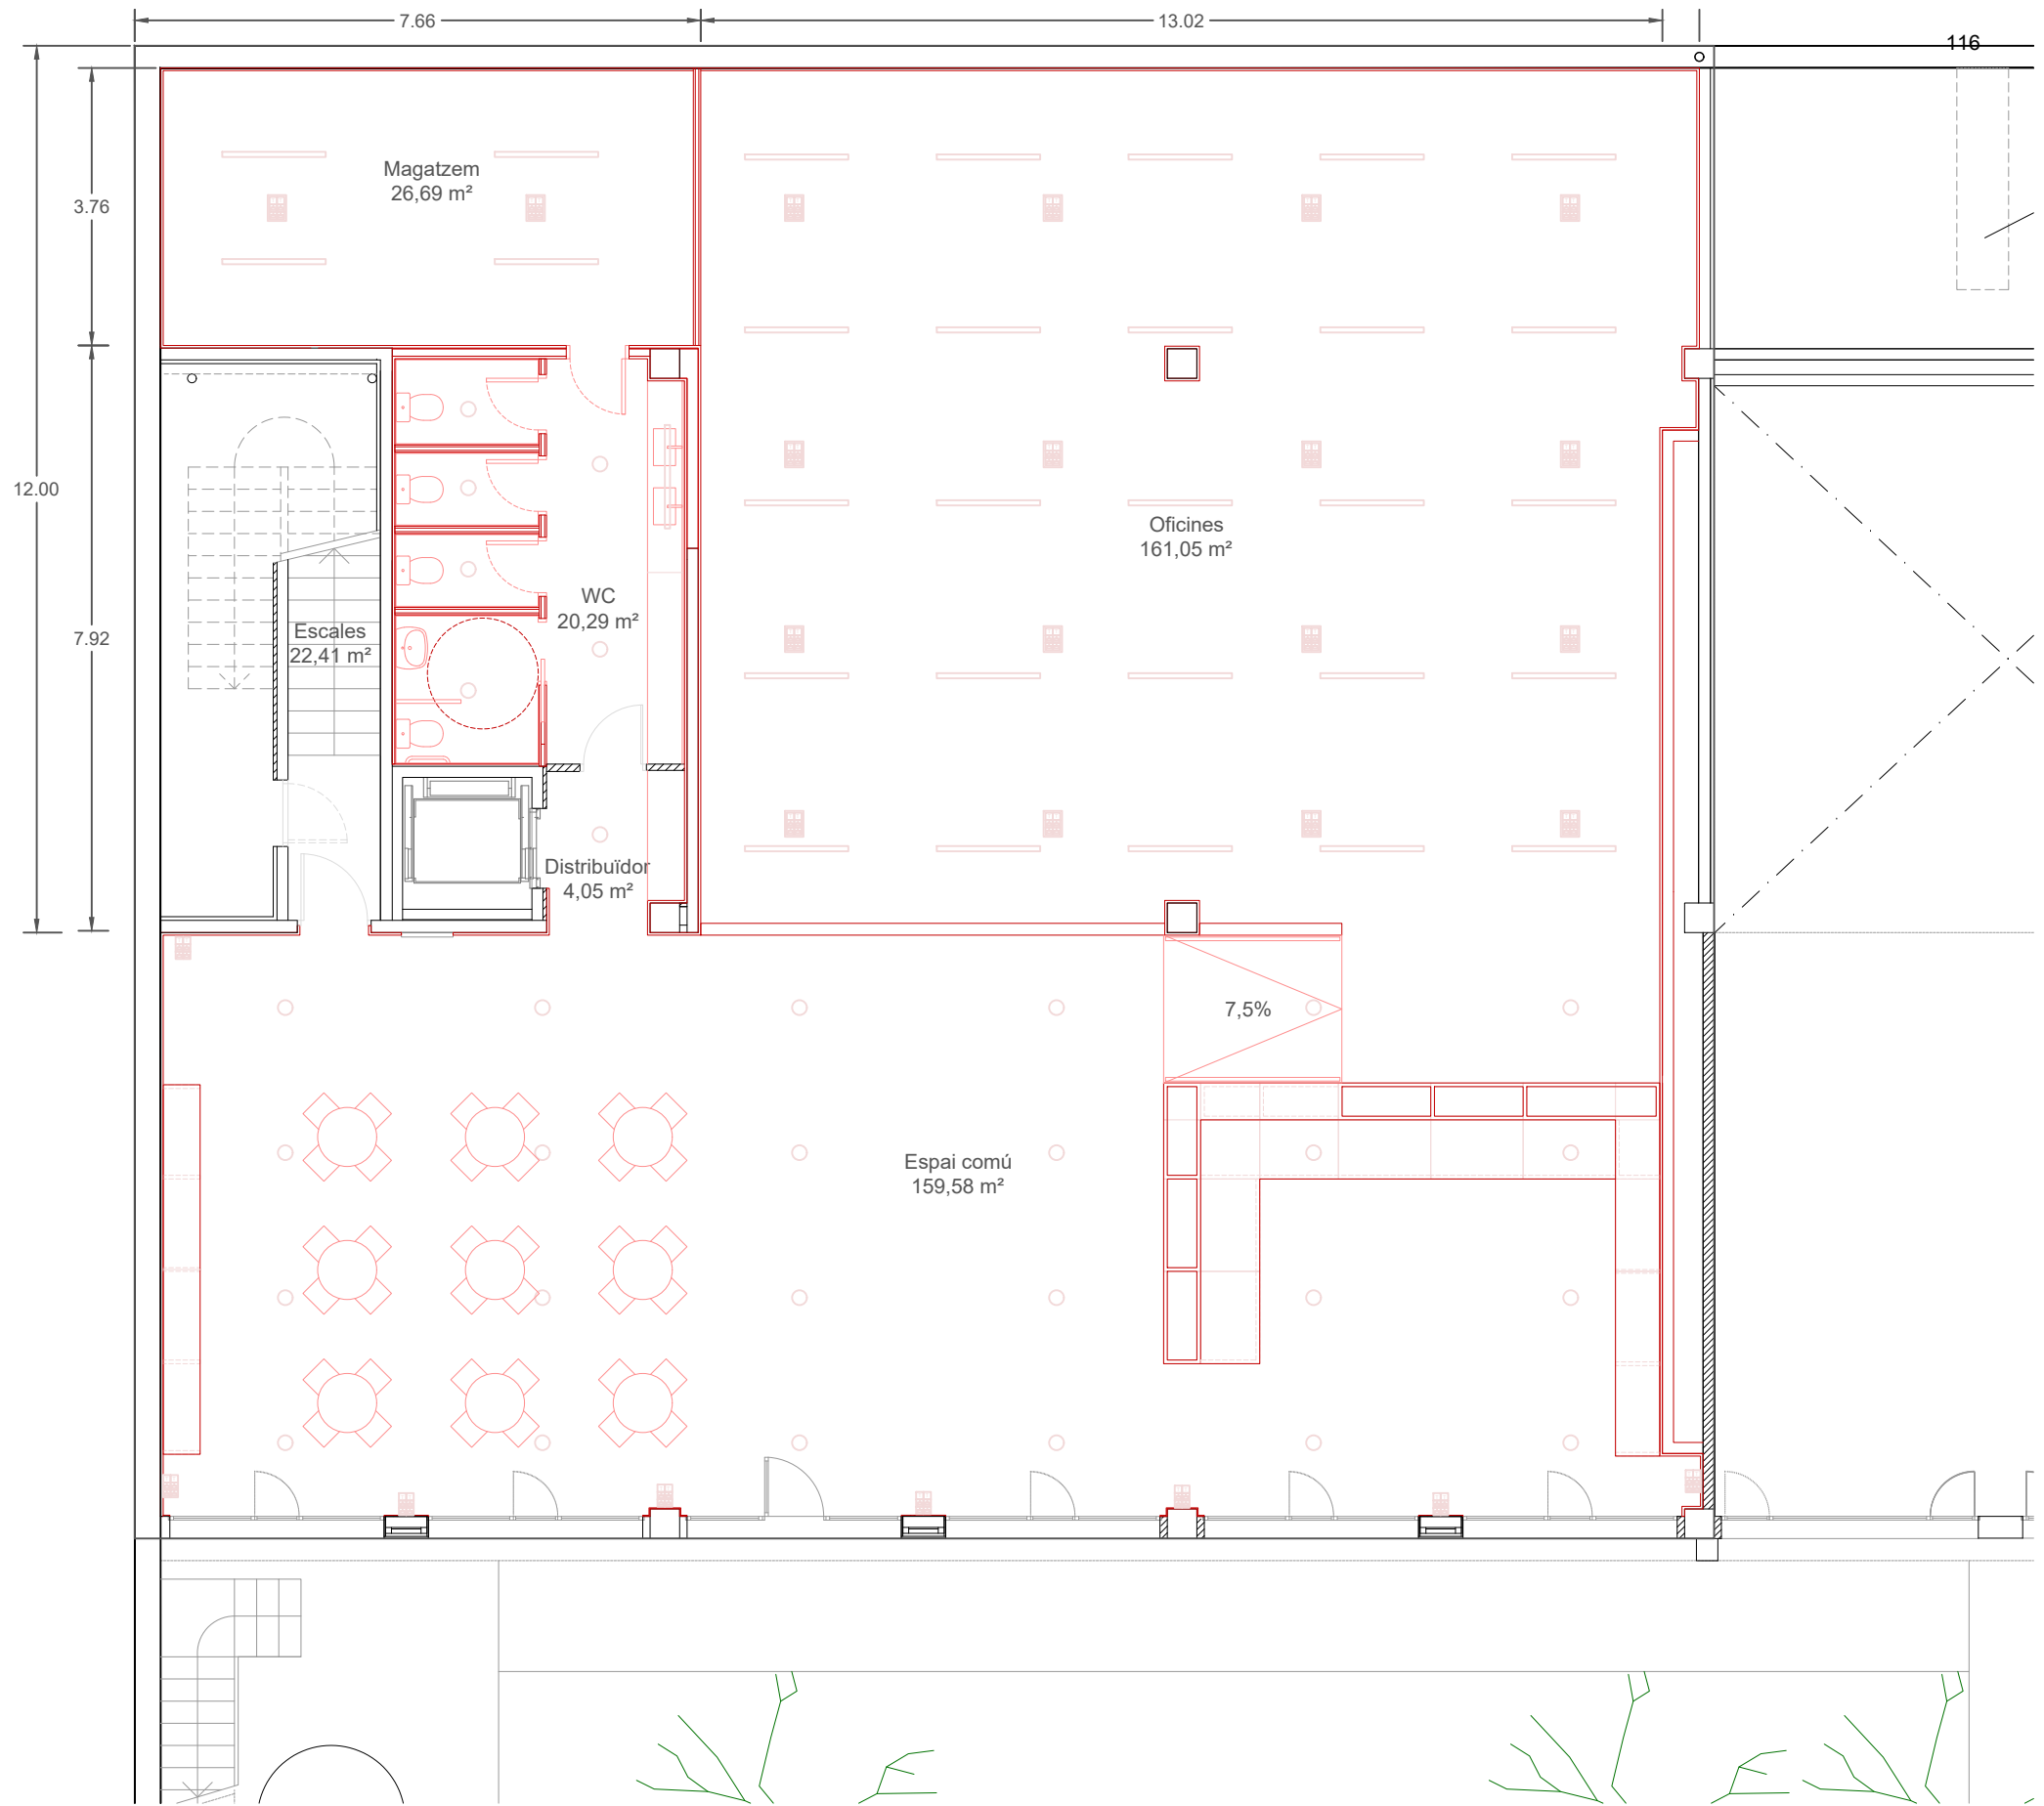 7.66
13.02
116
Magatzem
26,69 m²
3.76
12.00
Oficines
161,05 m²
WC
20,29 m²
Escales
22,41 m²
7.92
Distribuïdor
4,05 m²
7,5%
Espai comú
159,58 m²